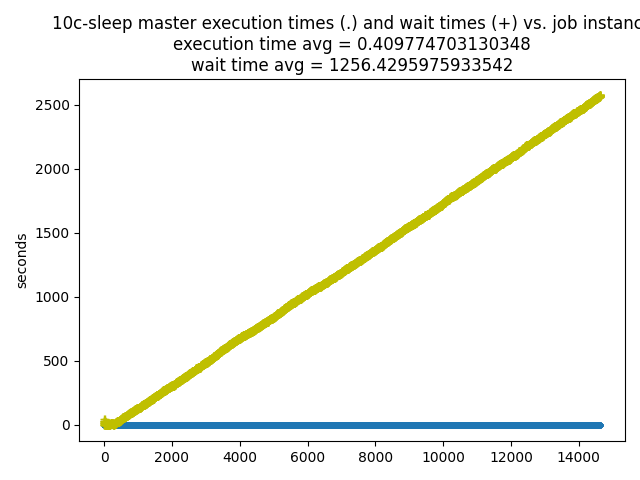 10c-sleep master execution times (.) and wait times (+) vs. job instanc
execution time avg = 0.409774703130348
wait time avg = 1256.4295975933542
2500
2000
1500
1000
500
0
seconds
0 2000 4000 6000 8000 10000 12000 14000